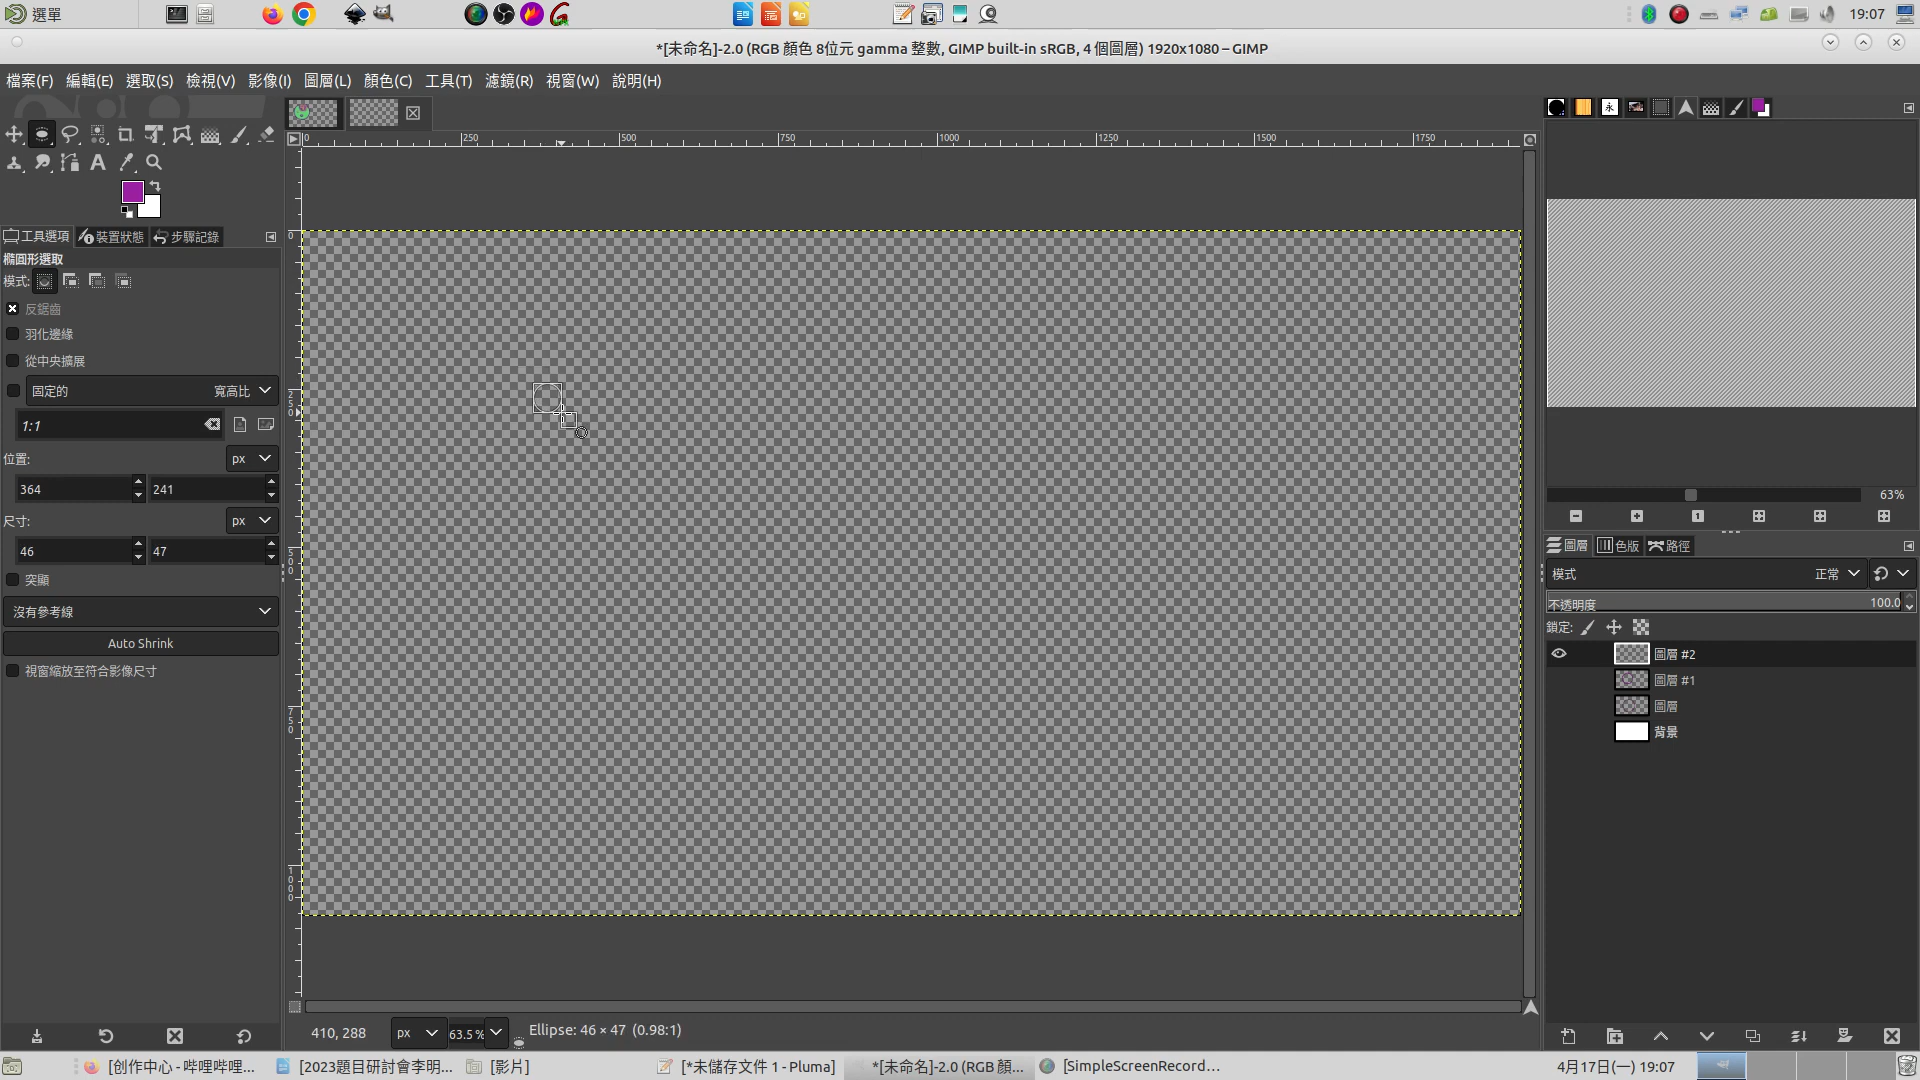 選單
19:07
*[未命名]-2.0 (RGB 顏色 8位元 gamma 整數, GIMP built-in sRGB, 4 個圖層) 1920x1080 – GIMP
檔案(F) 編輯(E) 選取(S) 檢視(V) 影像(I) 圖層(L) 顏色(C) 工具(T) 濾鏡(R) 視窗(W) 說明(H)
0 250 500 750 1000 1250 1500 1750
0
250
500
750
1000
工具選項 裝置狀態 步驟記錄
橢圓形選取
模式:
反鋸齒
羽化邊緣
從中央擴展
固定的 寬高比
1:1
位置: px
364 241
尺寸: px
46 47
突顯
沒有參考線
Auto Shrink
視窗縮放至符合影像尺寸
63%
圖層 色版 路徑
模式 正常
不透明度 100.0
鎖定:
圖層 #2
圖層 #1
圖層
背景
410, 288 px 63.5 % Ellipse: 46 × 47 (0.98:1)
[创作中心 - 哔哩哔哩... [2023題目研討會李明... [影片] [*未儲存文件 1 - Pluma] *[未命名]-2.0 (RGB 顏... [SimpleScreenRecord... 4月17日(一) 19:07